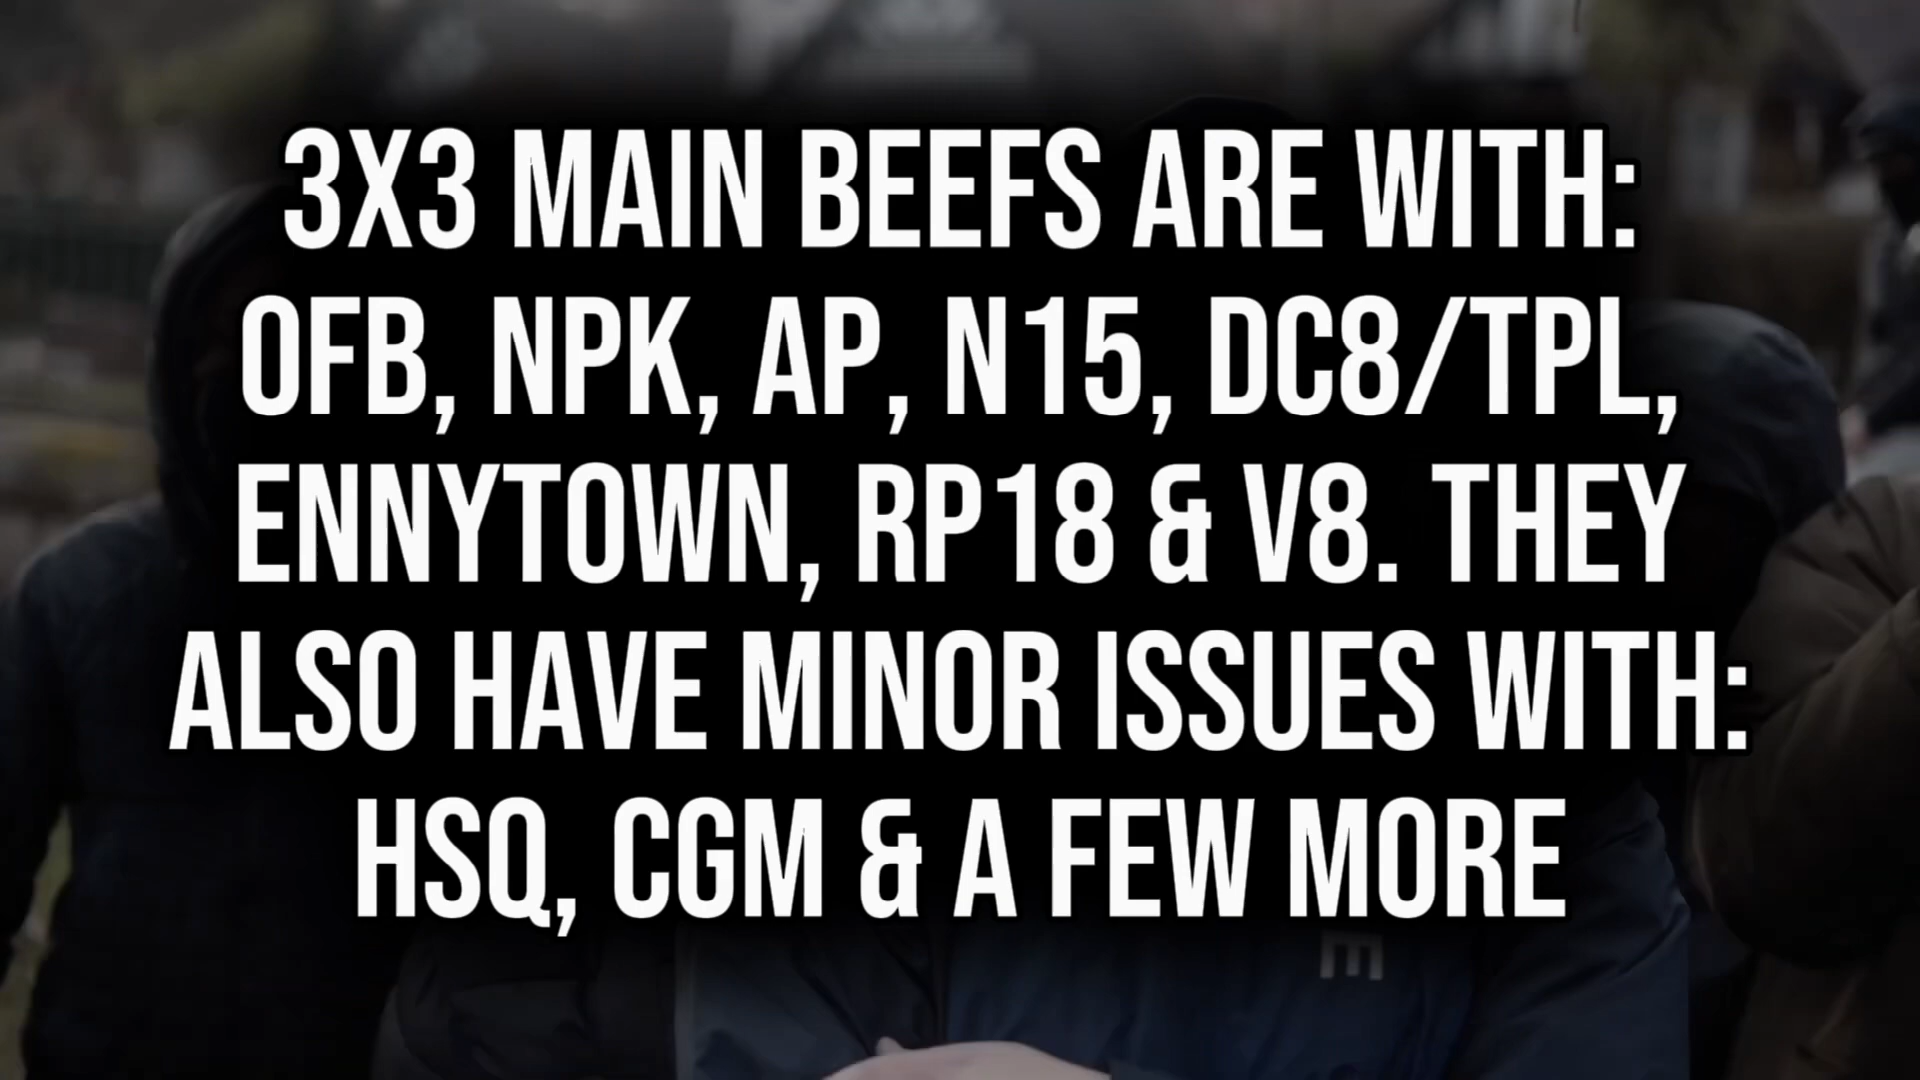 3X3 MAIN BEEFS ARE WITH:
OFB, NPK, AP, N15, DC8/TPL,
ENNYTOWN, RP18 & V8. THEY
ALSO HAVE MINOR ISSUES WITH:
HSQ, CGM & A FEW MORE